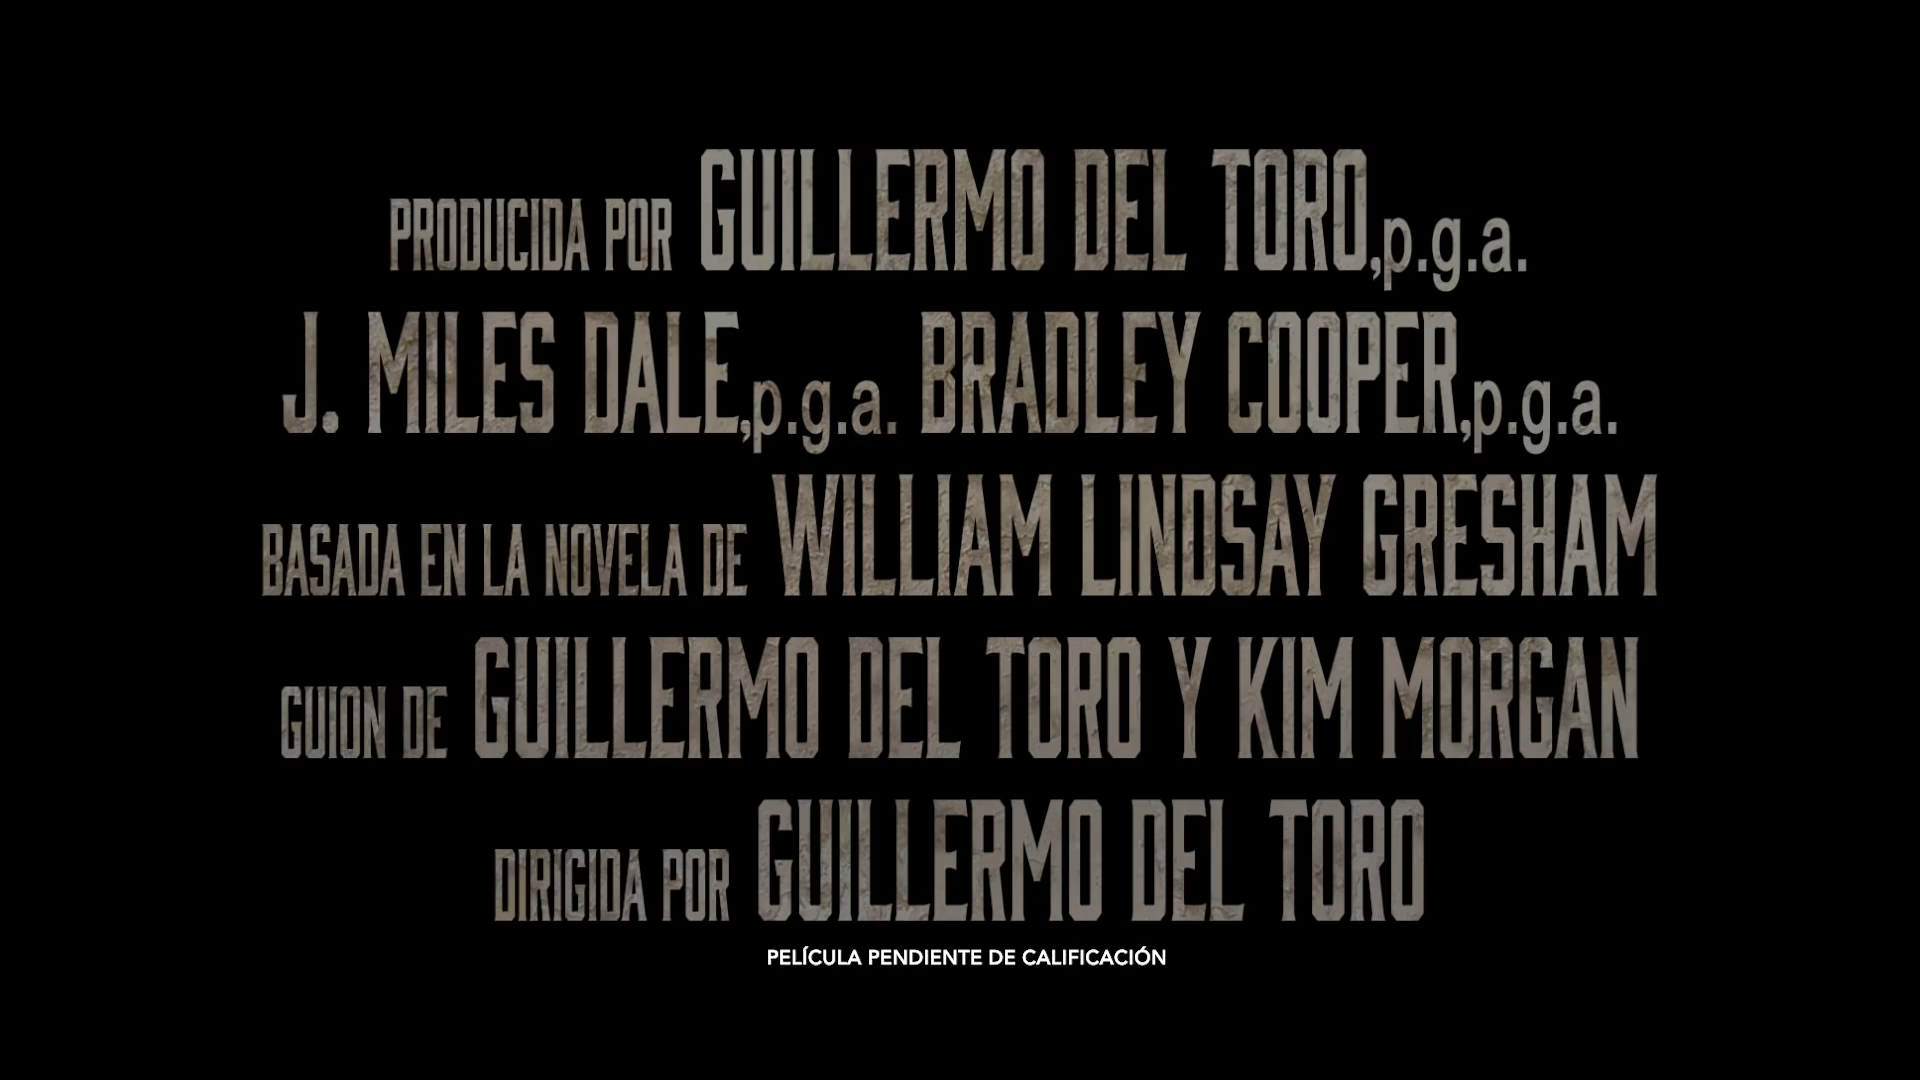 PRODUCIDA POR GUILLERMO DEL TORO,p.g.a.
J. MILES DALE,p.g.a. BRADLEY COOPER,p.g.a.
BASADA EN LA NOVELA DE WILLIAM LINDSAY GRESHAM
GUION DE GUILLERMO DEL TORO Y KIM MORGAN
DIRIGIDA POR GUILLERMO DEL TORO
PELÍCULA PENDIENTE DE CALIFICACIÓN